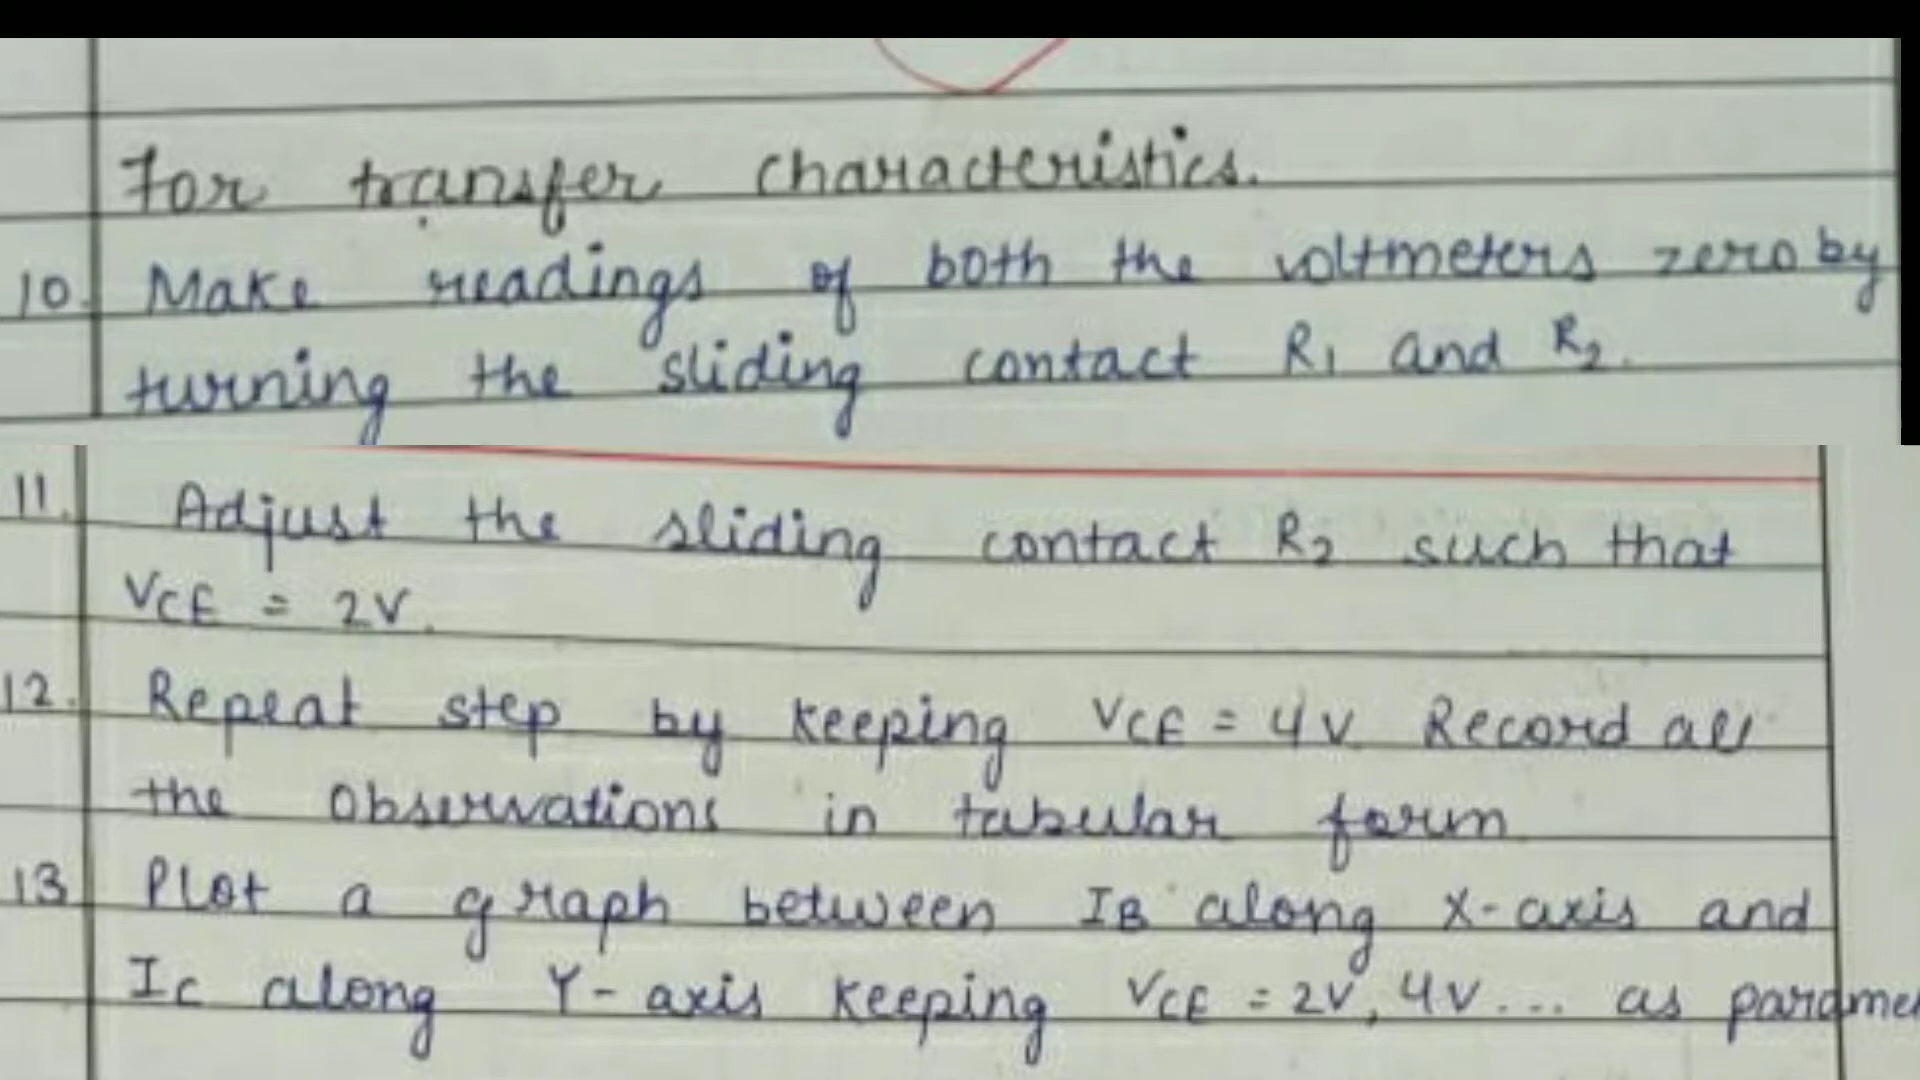 For transfer characteristics.
10. Make readings of both the voltmeters zero by
turning the sliding contact R1 and R2.
11. Adjust the sliding contact R2 such that
VCE = 2V.
12. Repeat step by keeping VCE = 4V. Record all
the observations in tabular form
13 Plot a graph between IB along X-axis and
IC along Y-axis keeping VCE = 2V, 4V... as parame